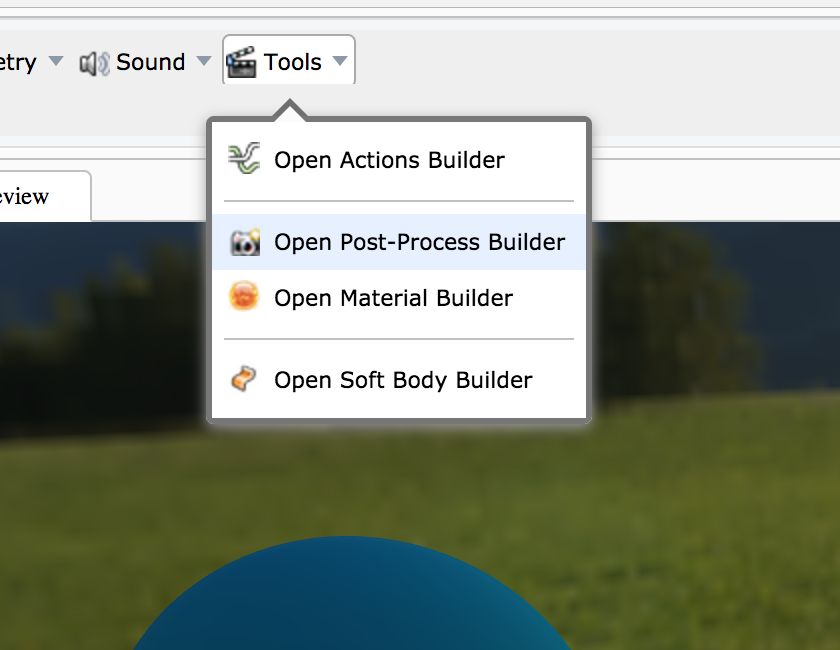 etry
Sound
Tools
Open Actions Builder
eview
Open Post-Process Builder
Open Material Builder
Open Soft Body Builder